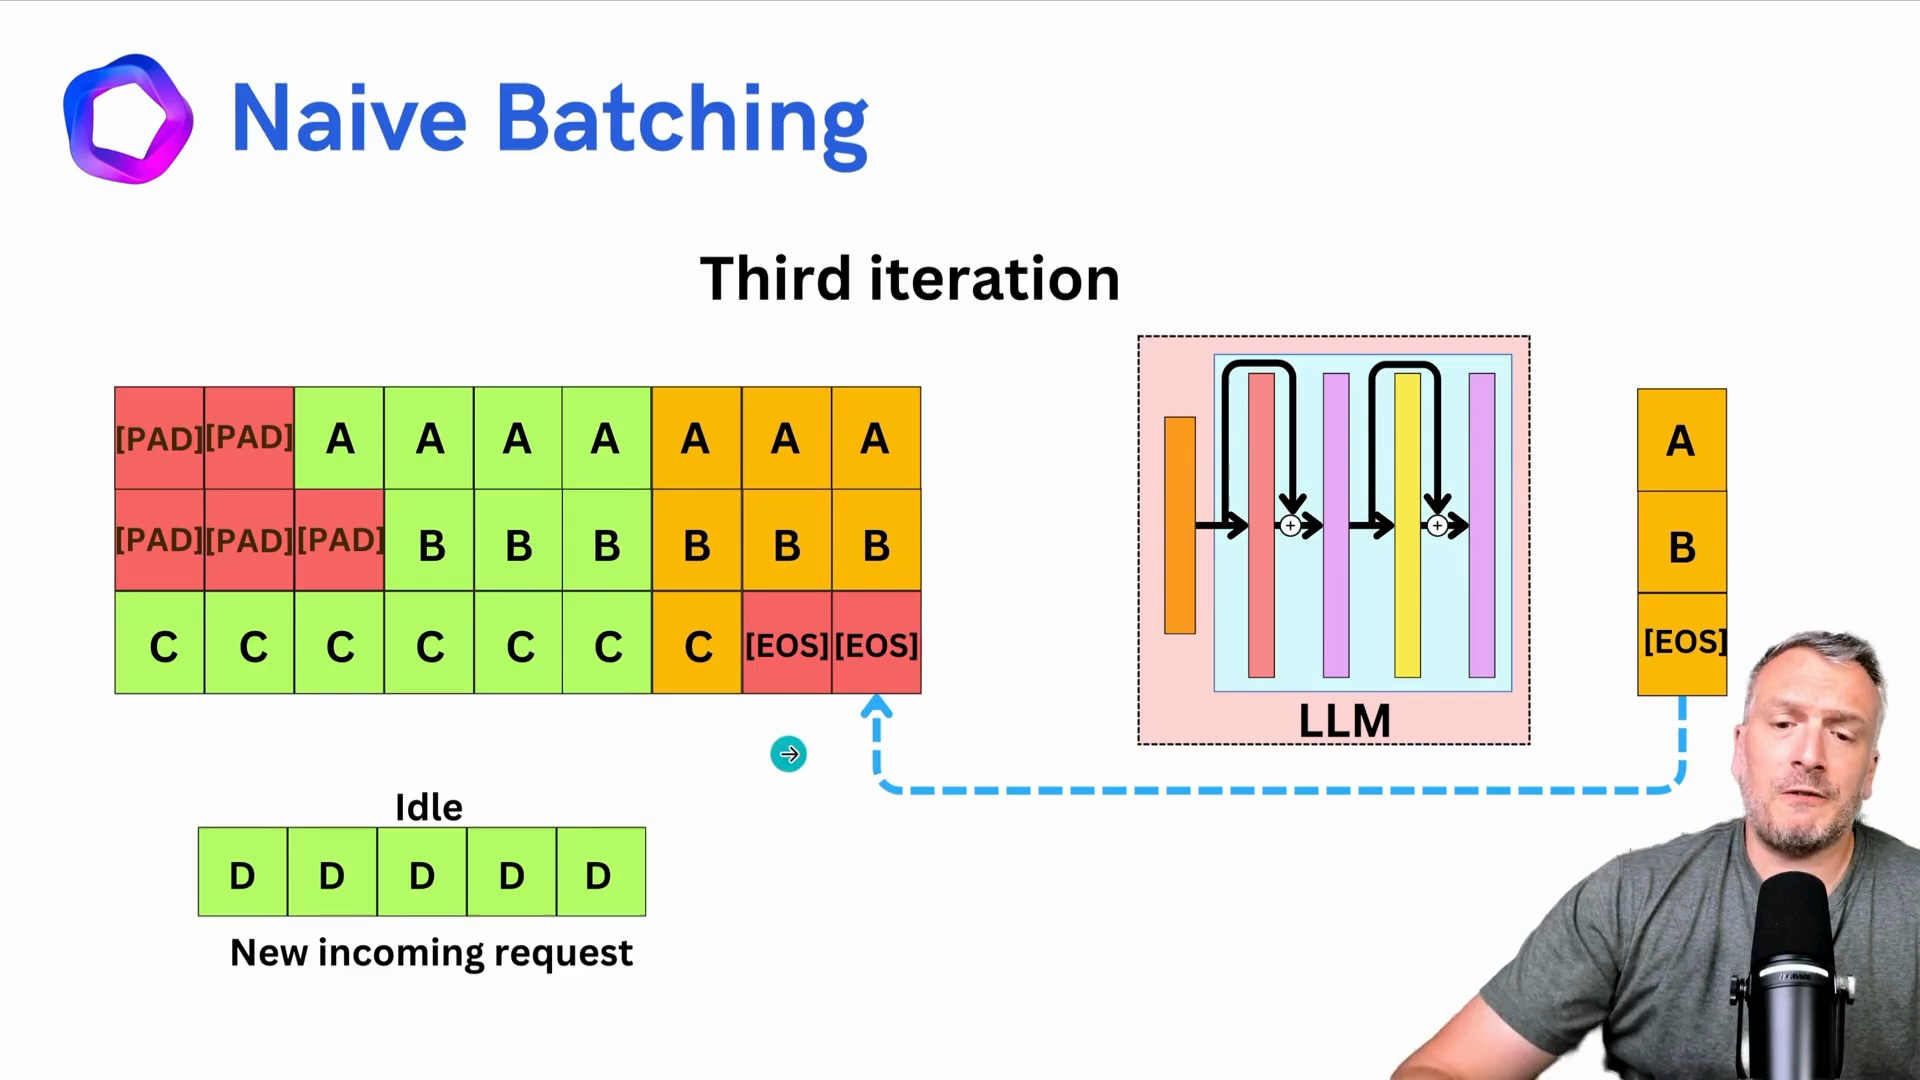 Naive Batching
Third iteration
[PAD] [PAD] A A A A A A A
[PAD] [PAD] [PAD] B B B B B B
C C C C C C C [EOS] [EOS]
LLM
A
B
[EOS]
Idle
D D D D D
New incoming request